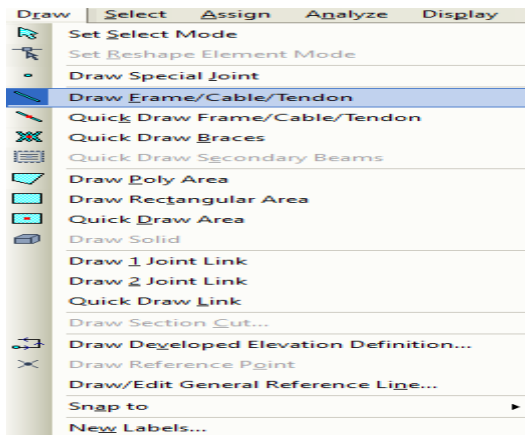 Draw Select Assign Analyze Display
Set Select Mode
Set Reshape Element Mode
Draw Special Joint
Draw Frame/Cable/Tendon
Quick Draw Frame/Cable/Tendon
Quick Draw Braces
Quick Draw Secondary Beams
Draw Poly Area
Draw Rectangular Area
Quick Draw Area
Draw Solid
Draw 1 Joint Link
Draw 2 Joint Link
Quick Draw Link
Draw Section Cut...
Draw Developed Elevation Definition...
Draw Reference Point
Draw/Edit General Reference Line...
Snap to
New Labels...